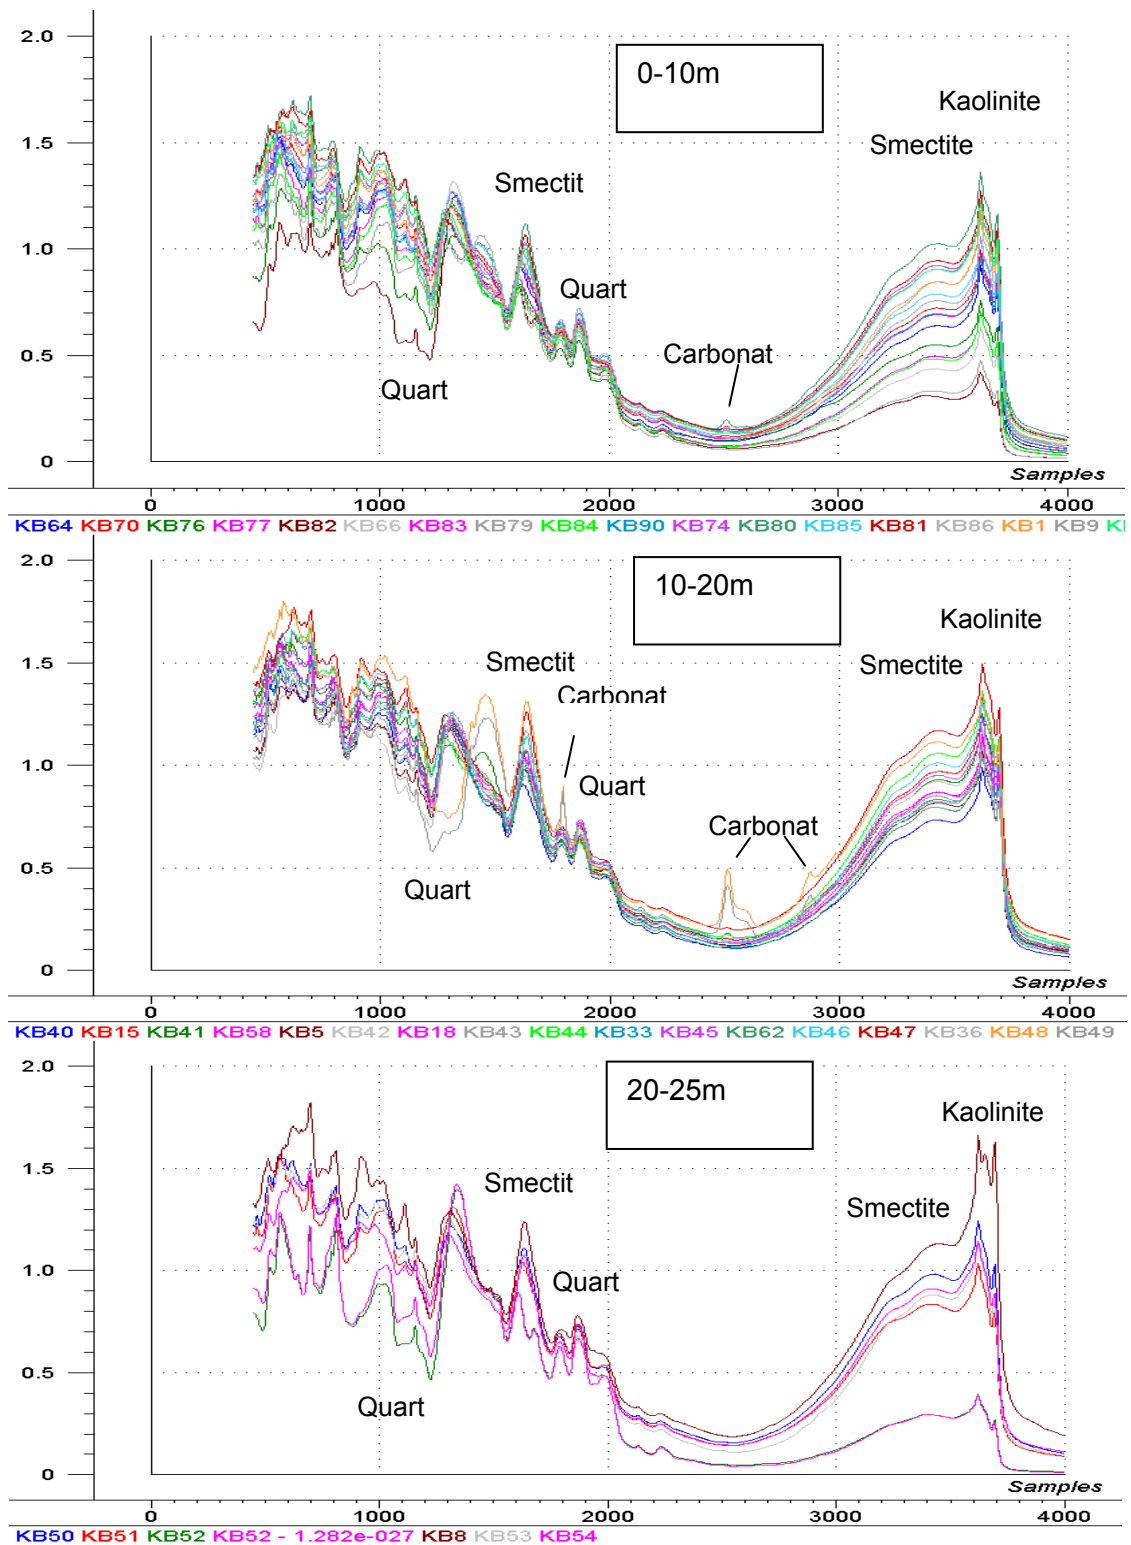 2.0
0-10m
Kaolinite
1.5
Smectite
Smectit
1.0
Quart
Carbonat
0.5
Quart
0
Samples
0 1000 2000 3000 4000
KB64 KB70 KB76 KB77 KB82 KB66 KB83 KB79 KB84 KB90 KB74 KB80 KB85 KB81 KB86 KB1 KB9
2.0
10-20m
Kaolinite
1.5
Smectit
Smectite
Carbonat
1.0
Quart
Carbonat
0.5
Quart
0
Samples
0 1000 2000 3000 4000
KB40 KB15 KB41 KB58 KB5 KB42 KB18 KB43 KB44 KB33 KB45 KB62 KB46 KB47 KB36 KB48 KB49
2.0
20-25m
Kaolinite
1.5
Smectit
Smectite
1.0
Quart
0.5
Quart
0
Samples
0 1000 2000 3000 4000
KB50 KB51 KB52 KB52 - 1.282e-027 KB8 KB53 KB54